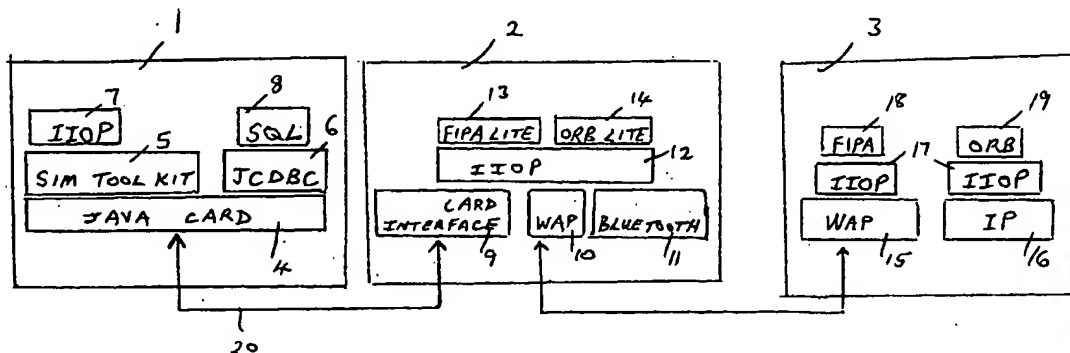 1
2
3
7
8
6
5
IIOP
SQL
SIM TOOL KIT
JCDBC
JAVA CARD
4
13
14
FIPA LITE
ORB LITE
12
IIOP
CARD INTERFACE
WAP
BLUETOOTH
9
10
11
18
19
FIPA
ORB
17
IIOP
IIOP
WAP
IP
15
16
20